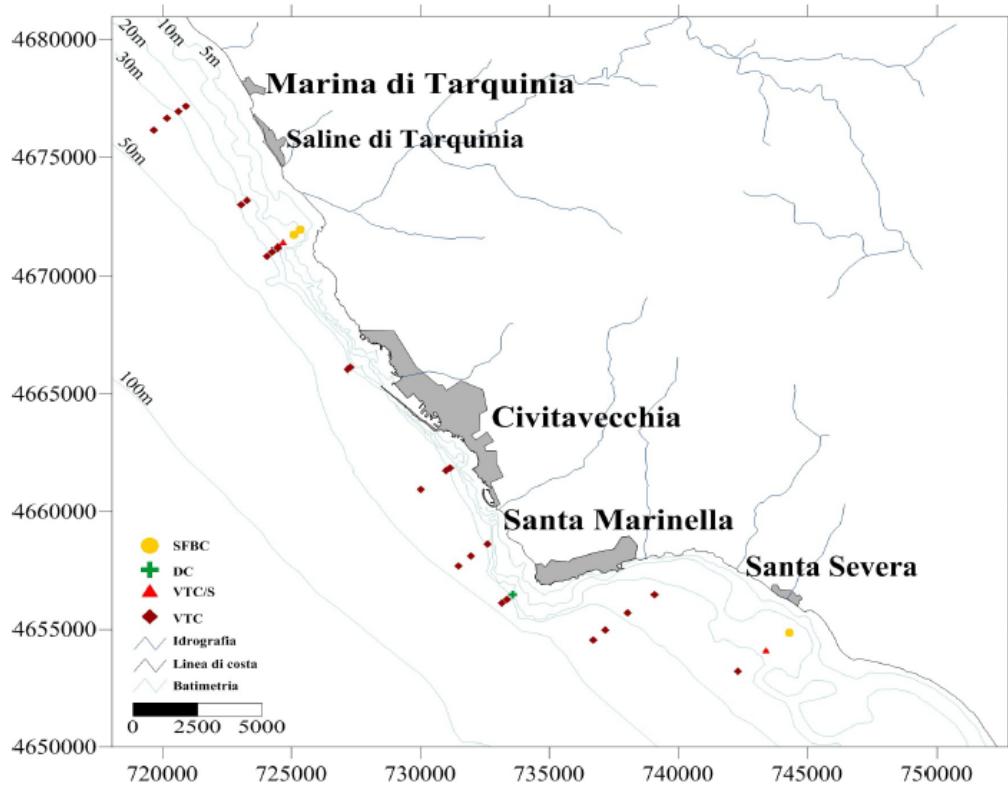 4680000
4675000
4670000
4665000
4660000
4655000
4650000
20m
10m
5m
30m
50m
100m
Marina di Tarquinia
Saline di Tarquinia
Civitavecchia
Santa Marinella
Santa Severa
SFBC
DC
VTC/S
VTC
Idrografia
Linea di costa
Batimetria
0 2500 5000
720000 725000 730000 735000 740000 745000 750000